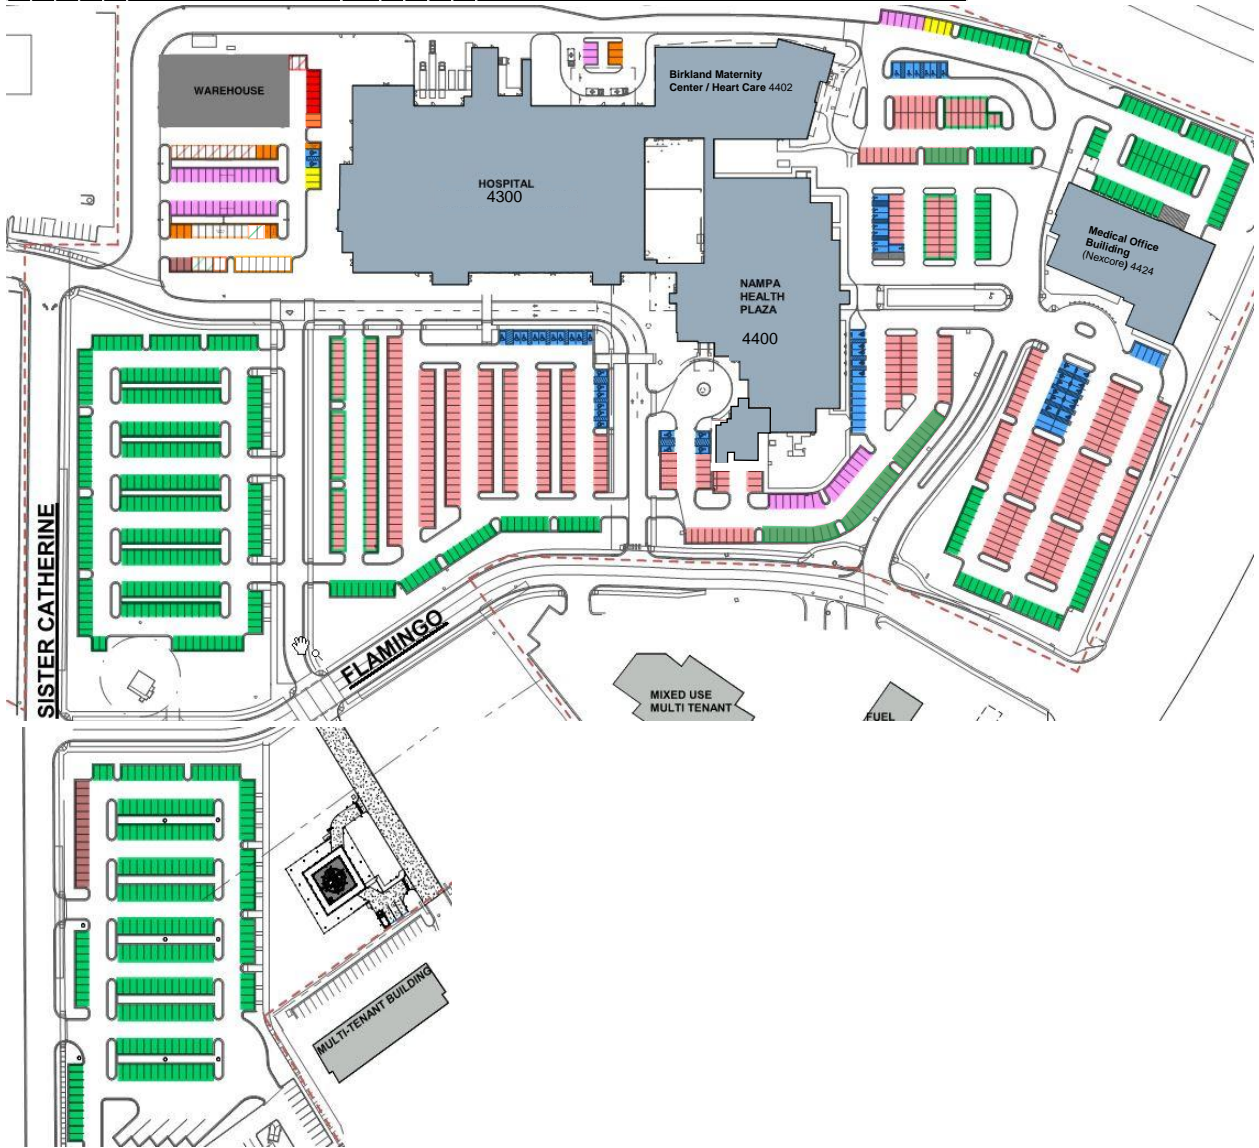 WAREHOUSE
Birkland Maternity
Center / Heart Care 4402
HOSPITAL
4300
Medical Office
Builiding
(Nexcore) 4424
NAMPA
HEALTH
PLAZA
4400
SISTER CATHERINE
FLAMINGO
MIXED USE
MULTI TENANT
FUEL
MULTI-TENANT BUILDING